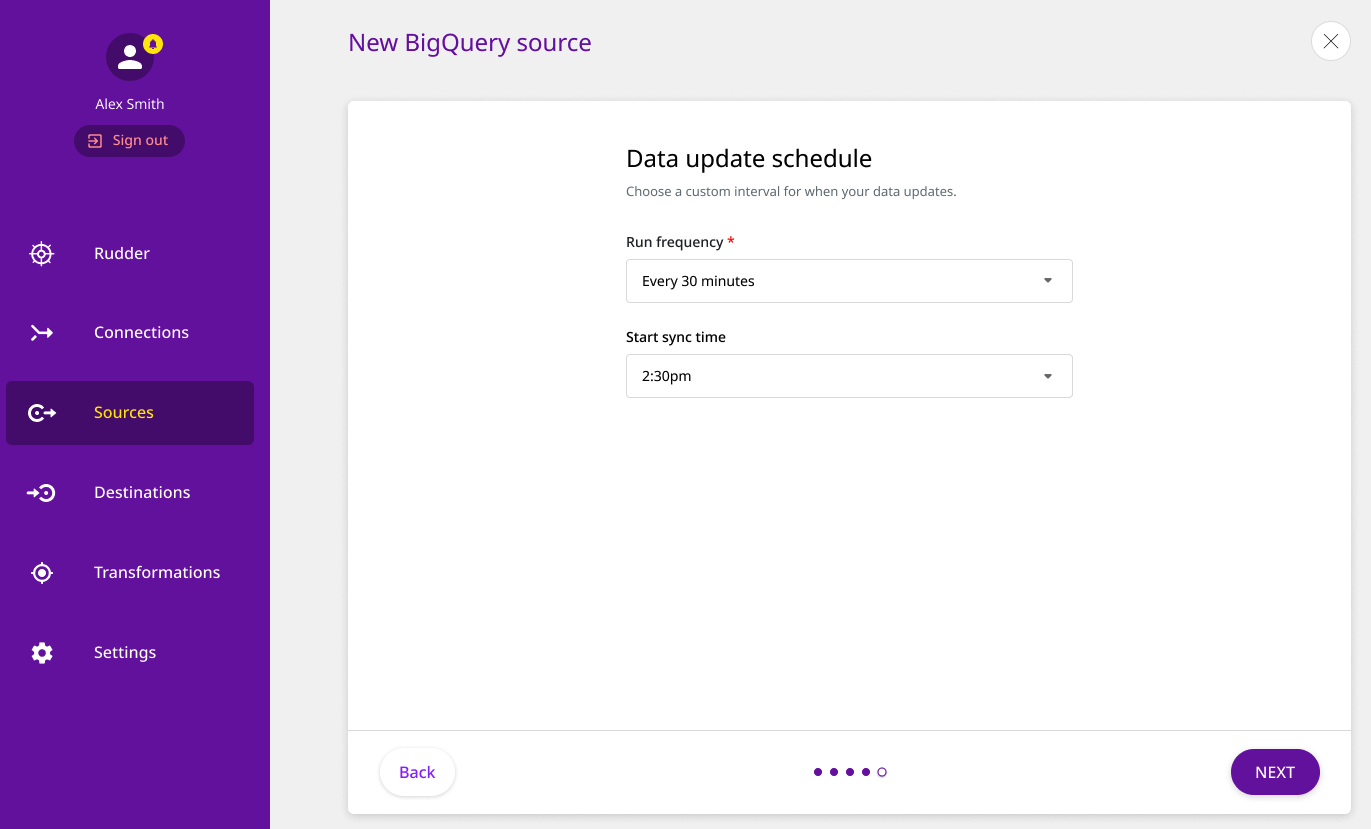 Alex Smith
Sign out
Rudder
Connections
Sources
Destinations
Transformations
Settings
New BigQuery source
Data update schedule
Choose a custom interval for when your data updates.
Run frequency *
Every 30 minutes
Start sync time
2:30pm
Back
NEXT